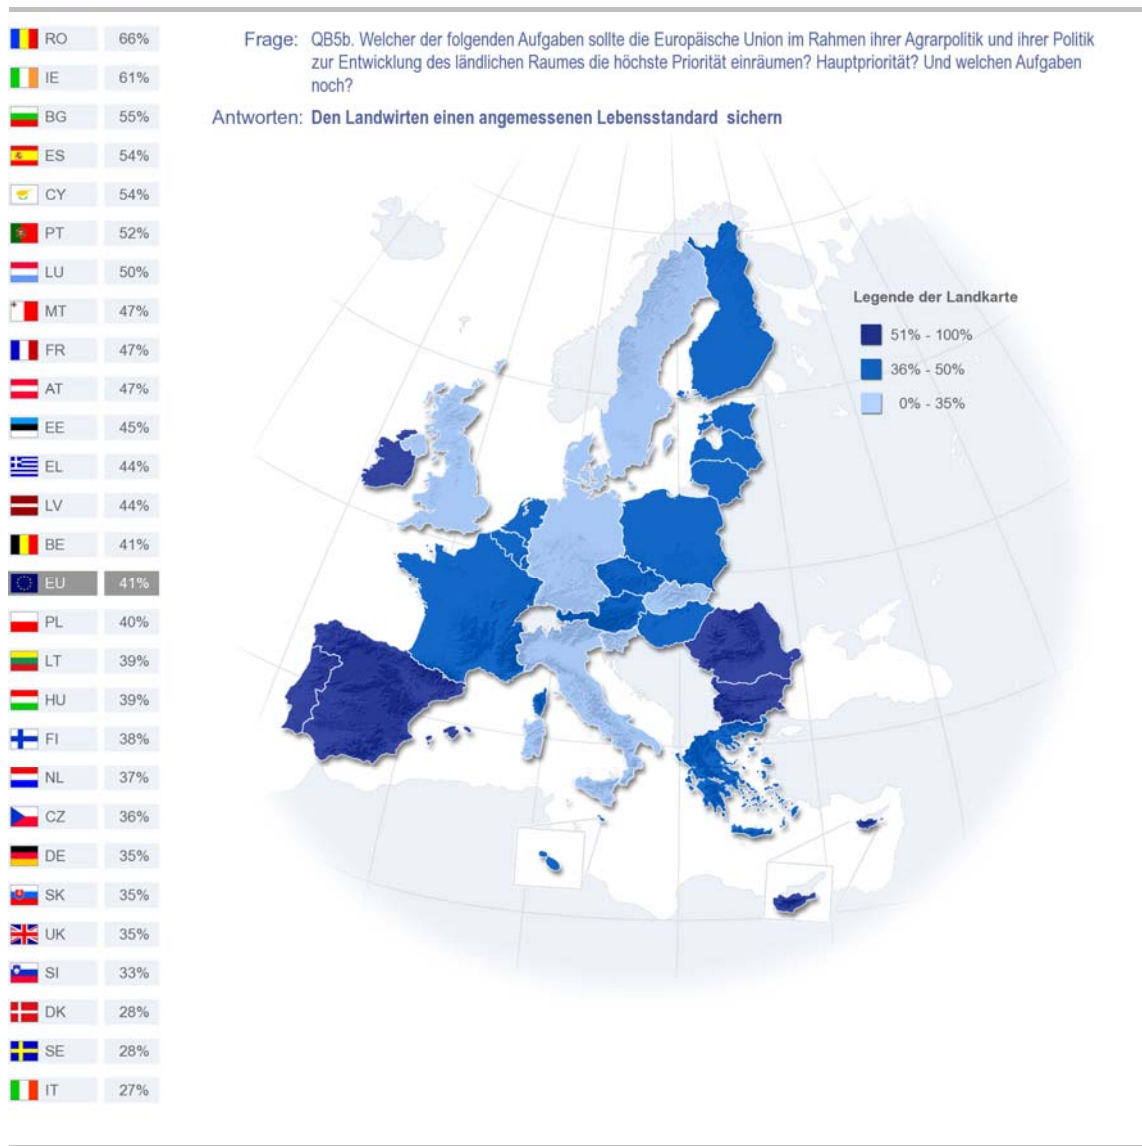 RO 66%
IE 61%
BG 55%
ES 54%
CY 54%
PT 52%
LU 50%
MT 47%
FR 47%
AT 47%
EE 45%
EL 44%
LV 44%
BE 41%
EU 41%
PL 40%
LT 39%
HU 39%
FI 38%
NL 37%
CZ 36%
DE 35%
SK 35%
UK 35%
SI 33%
DK 28%
SE 28%
IT 27%
Frage: QB5b. Welcher der folgenden Aufgaben sollte die Europäische Union im Rahmen ihrer Agrarpolitik und ihrer Politik
zur Entwicklung des ländlichen Raumes die höchste Priorität einräumen? Hauptpriorität? Und welchen Aufgaben
noch?
Antworten: Den Landwirten einen angemessenen Lebensstandard sichern
Legende der Landkarte
51% - 100%
36% - 50%
0% - 35%